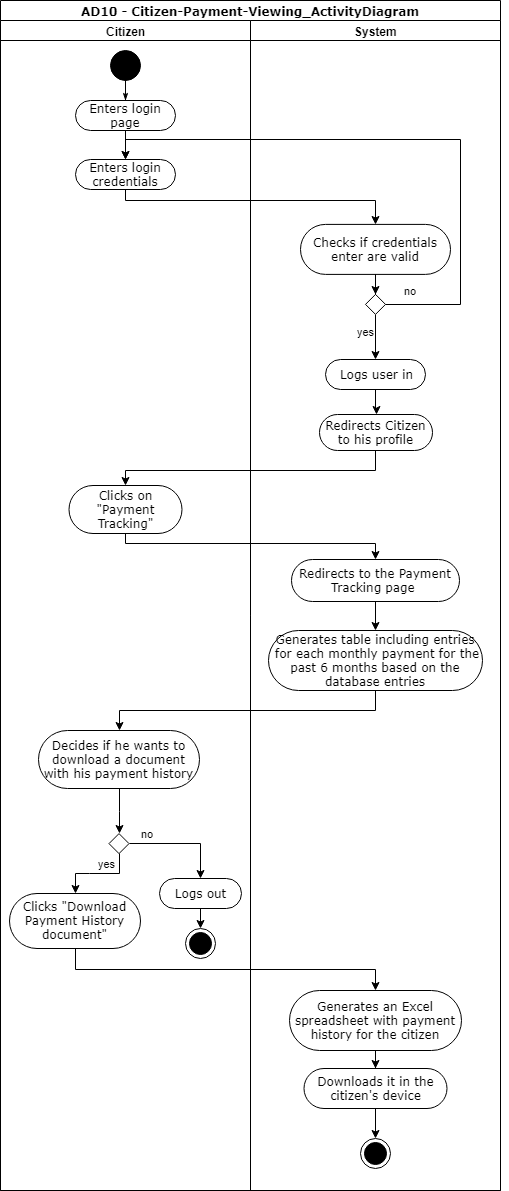 AD10 - Citizen-Payment-Viewing_ActivityDiagram
Citizen
System
Enters login
page
Enters login
credentials
Checks if credentials
enter are valid
no
yes
Logs user in
Redirects Citizen
to his profile
Clicks on
"Payment
Tracking"
Redirects to the Payment
Tracking page
Generates table including entries
for each monthly payment for the
past 6 months based on the
database entries
Decides if he wants to
download a document
with his payment history
no
yes
Logs out
Clicks "Download
Payment History
document"
Generates an Excel
spreadsheet with payment
history for the citizen
Downloads it in the
citizen's device